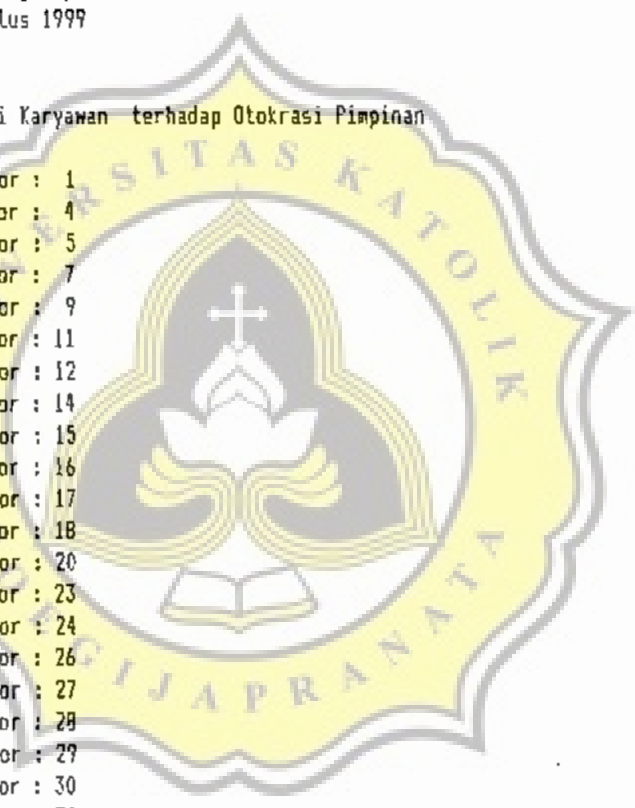 lus 1999
i Karyawan terhadap Otokrasi Pimpinan
or : 1
or : 4
or : 5
or : 7
or : 9
or : 11
or : 12
or : 14
or : 15
or : 16
or : 17
or : 18
or : 20
or : 23
or : 24
or : 26
or : 27
or : 28
or : 29
or : 30
VERSITAS KATOLIK
OEGIJAPRANATA